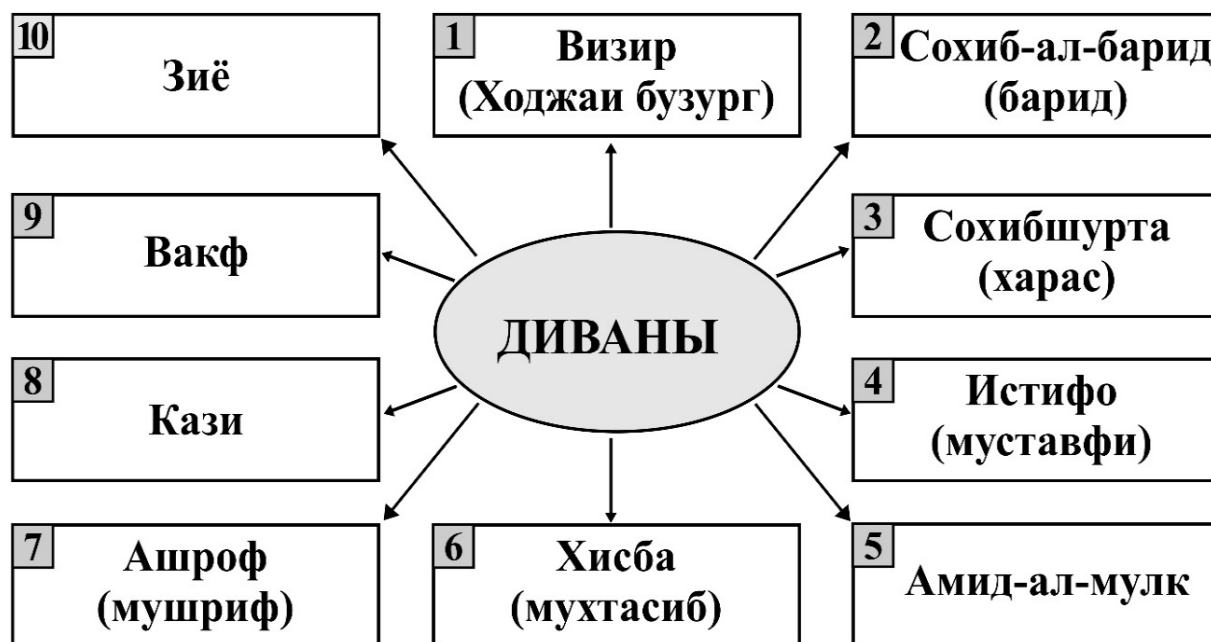 10
Зиё
1
Визир
(Ходжаи бузург)
2
Сохиб-ал-барид
(барид)
9
Вакф
3
Сохибшурта
(харас)
ДИВАНЫ
8
Кази
4
Истифо
(муставфи)
7
Ашроф
(мушриф)
6
Хисба
(мухтасиб)
5
Амид-ал-мулк